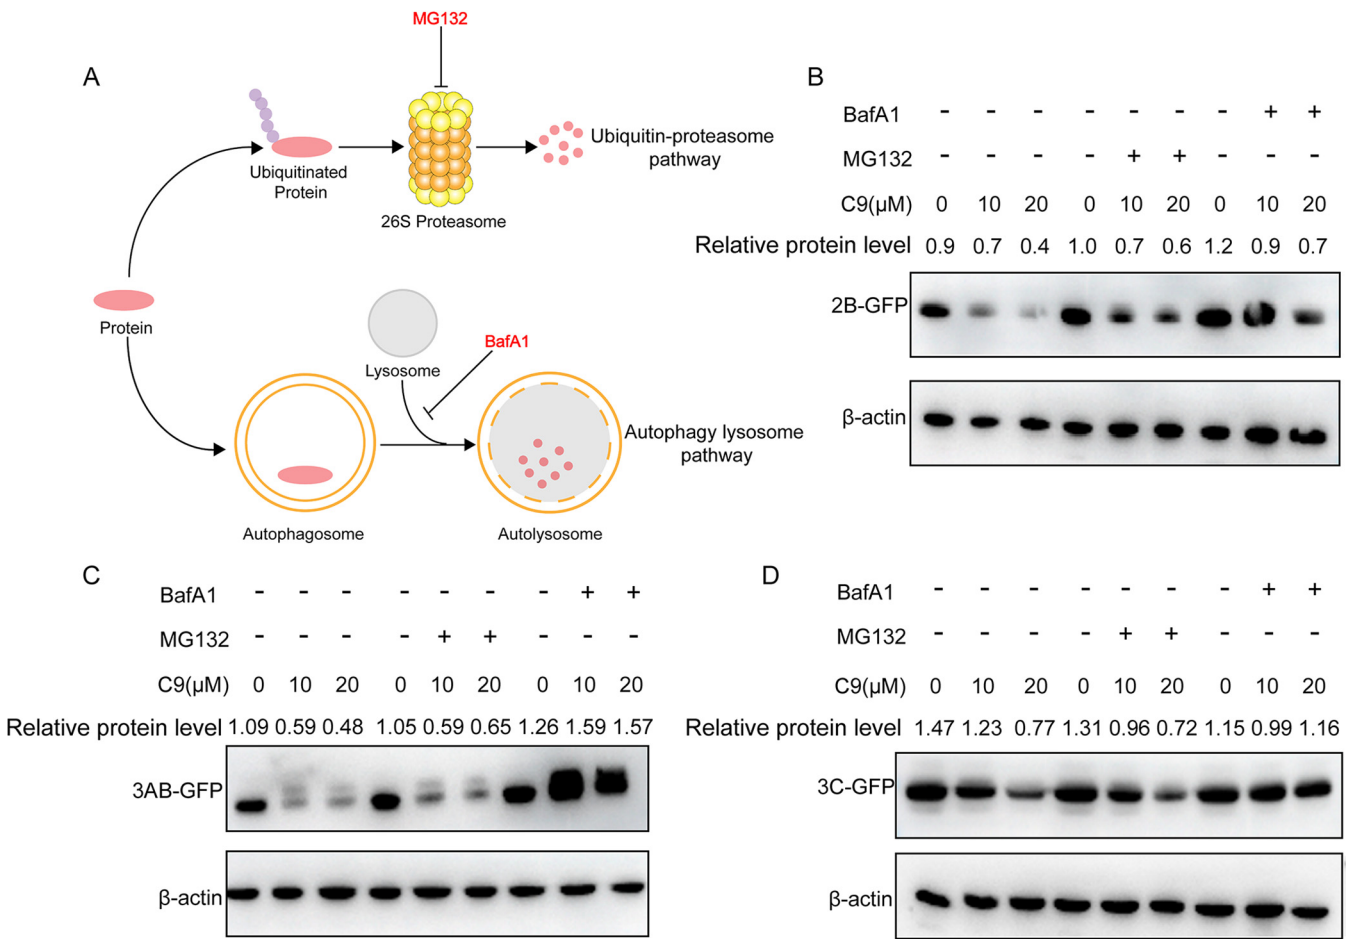 MG132
A
Ubiquitinated
Protein
26S Proteasome
Ubiquitin-proteasome
pathway
Protein
Lysosome
BafA1
Autophagosome
Autolysosome
Autophagy lysosome
pathway
B
BafA1 - - - - - - - + +
MG132 - - - - + + - - -
C9(μM) 0 10 20 0 10 20 0 10 20
Relative protein level 0.9 0.7 0.4 1.0 0.7 0.6 1.2 0.9 0.7
2B-GFP
β-actin
C
BafA1 - - - - - - - + +
MG132 - - - - + + - - -
C9(μM) 0 10 20 0 10 20 0 10 20
Relative protein level 1.09 0.59 0.48 1.05 0.59 0.65 1.26 1.59 1.57
3AB-GFP
β-actin
D
BafA1 - - - - - - - + +
MG132 - - - - + + - - -
C9(μM) 0 10 20 0 10 20 0 10 20
Relative protein level 1.47 1.23 0.77 1.31 0.96 0.72 1.15 0.99 1.16
3C-GFP
β-actin